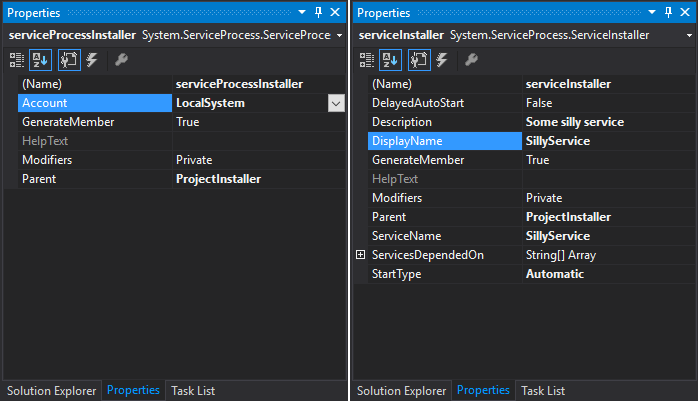 Properties
serviceProcessInstaller System.ServiceProcess.ServiceProce
(Name) serviceProcessInstaller
Account LocalSystem
GenerateMember True
HelpText
Modifiers Private
Parent ProjectInstaller
Solution Explorer Properties Task List
Properties
serviceInstaller System.ServiceProcess.ServiceInstaller
(Name) serviceInstaller
DelayedAutoStart False
Description Some silly service
DisplayName SillyService
GenerateMember True
HelpText
Modifiers Private
Parent ProjectInstaller
ServiceName SillyService
ServicesDependedOn String[] Array
StartType Automatic
Solution Explorer Properties Task List